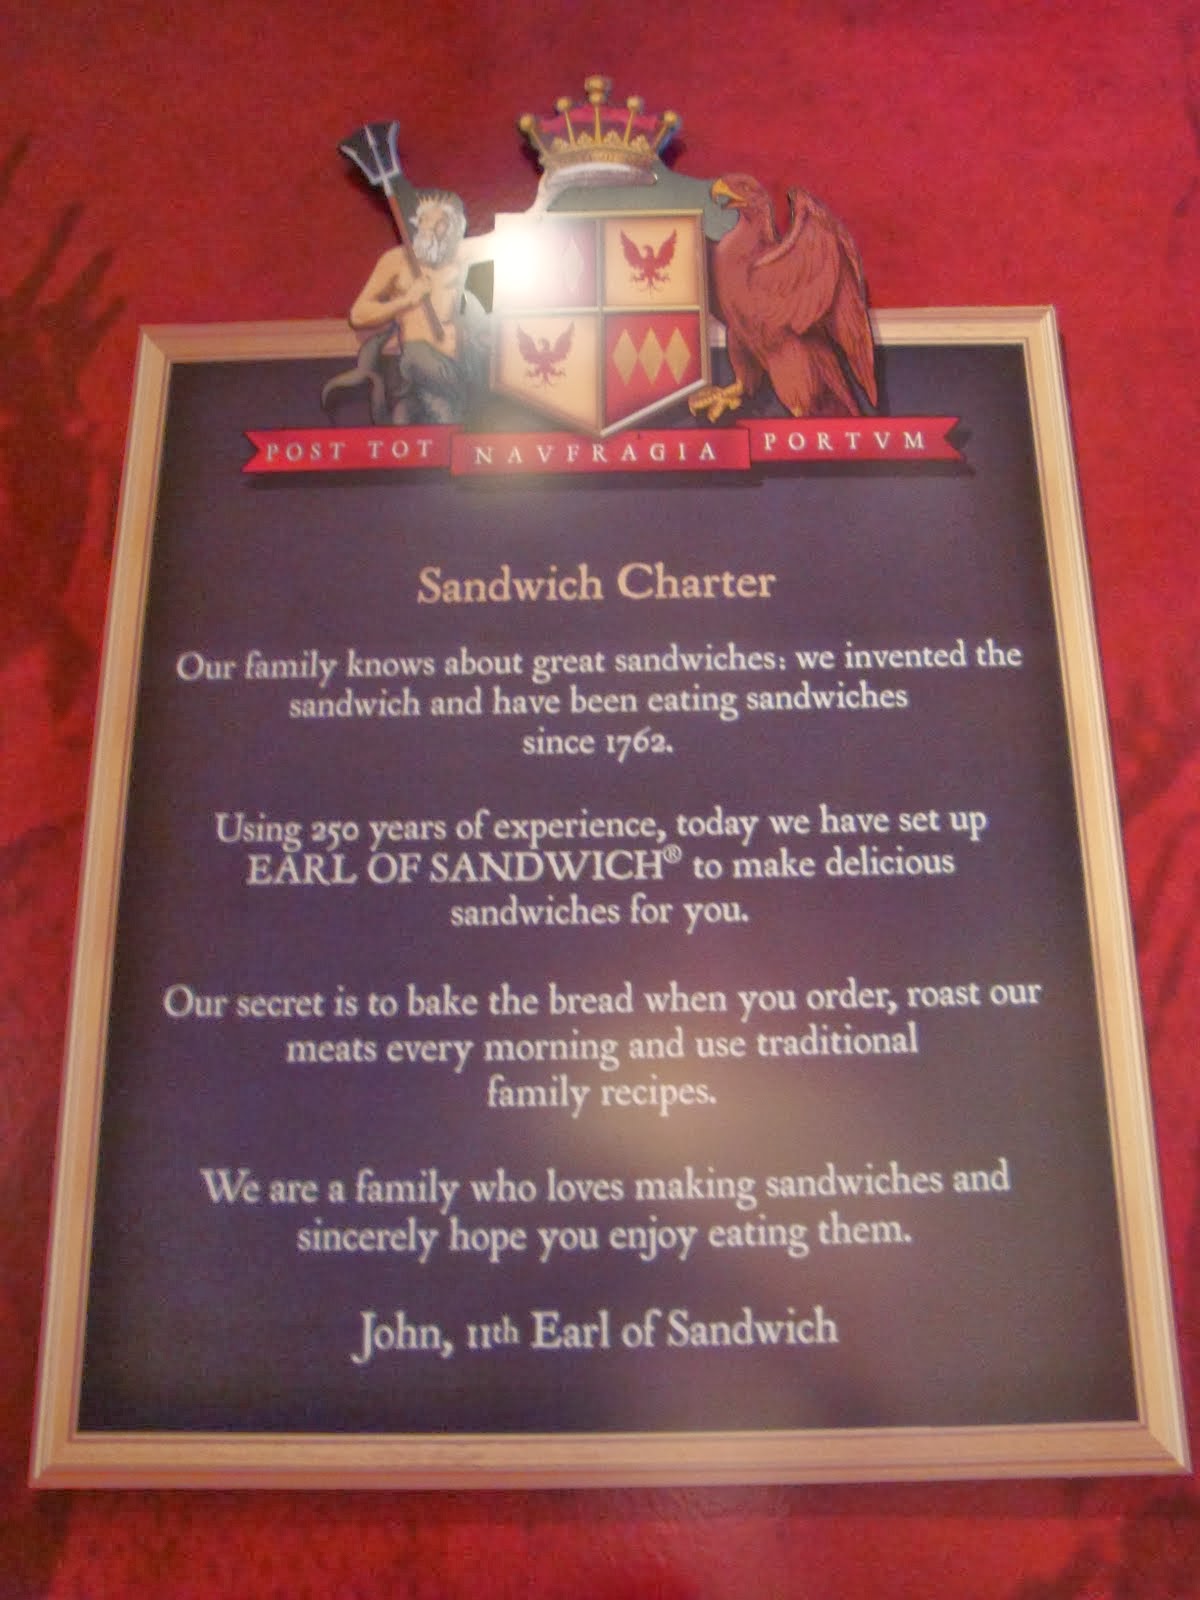 POST TOT NAVFRAGIA PORTVM
Sandwich Charter
Our family knows about great sandwiches: we invented the
sandwich and have been eating sandwiches
since 1762.
Using 250 years of experience, today we have set up
EARL OF SANDWICH® to make delicious
sandwiches for you.
Our secret is to bake the bread when you order, roast our
meats every morning and use traditional
family recipes.
We are a family who loves making sandwiches and
sincerely hope you enjoy eating them.
John, 11th Earl of Sandwich